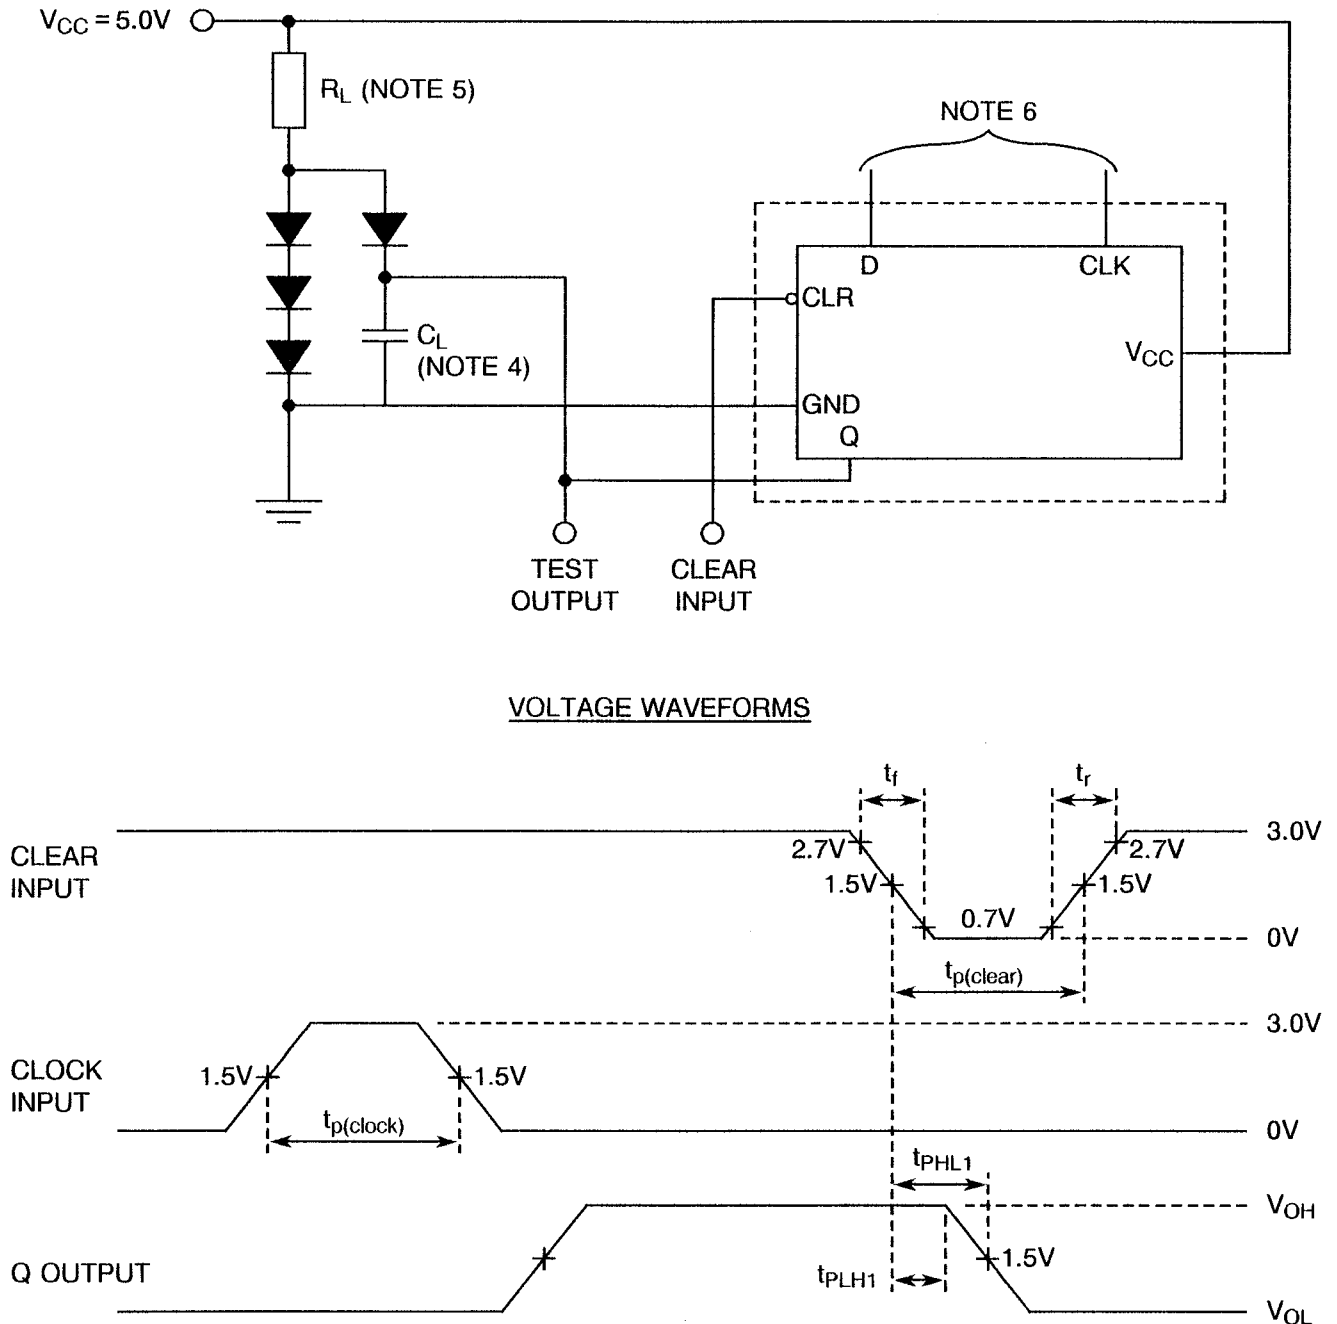 VCC = 5.0V
RL (NOTE 5)
NOTE 6
D
CLK
CLR
CL
(NOTE 4)
VCC
GND
Q
TEST
OUTPUT
CLEAR
INPUT
VOLTAGE WAVEFORMS
tf
tr
3.0V
2.7V
2.7V
CLEAR
INPUT
1.5V
1.5V
0.7V
0V
tp(clear)
3.0V
CLOCK
INPUT
1.5V
1.5V
tp(clock)
0V
tPHL1
VOH
Q OUTPUT
1.5V
tPLH1
VOL